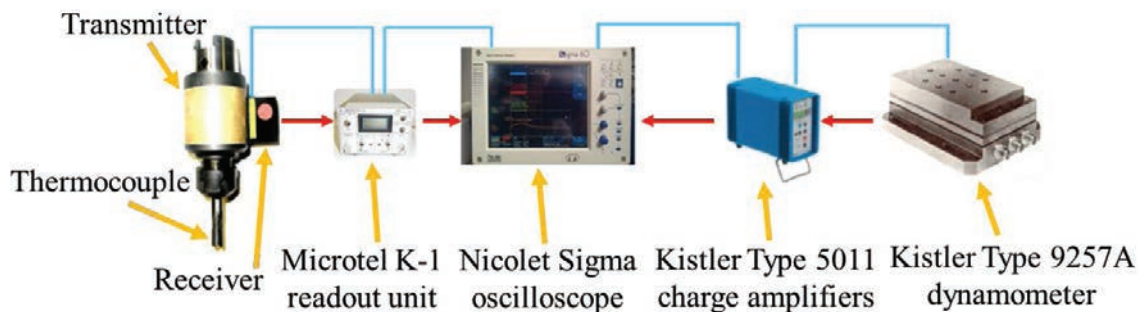 Transmitter
Thermocouple
Receiver
Microtel K-1
readout unit
Nicolet Sigma
oscilloscope
Kistler Type 5011
charge amplifiers
Kistler Type 9257A
dynamometer